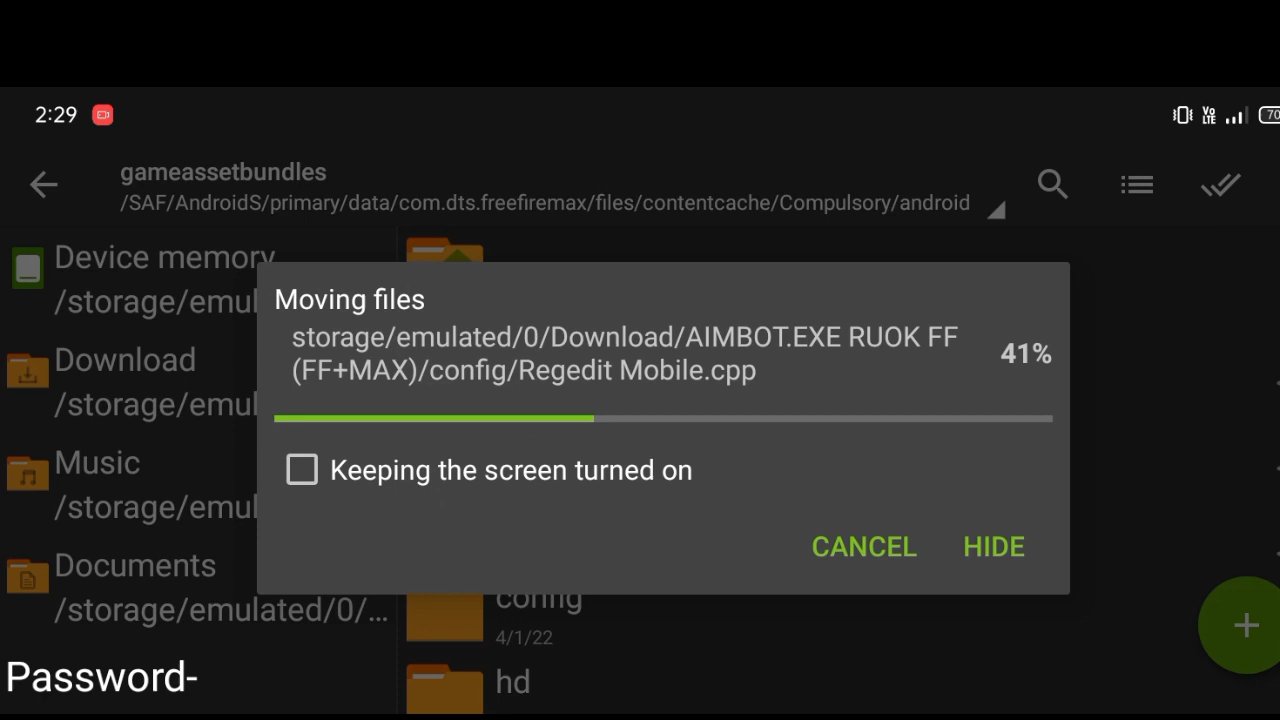 2:29
Vo
LTE
70
gameassetbundles
/SAF/AndroidS/primary/data/com.dts.freefiremax/files/contentcache/Compulsory/android
Device memory
/storage/emul
Download
/storage/emul
Music
/storage/emul
Documents
/storage/emulated/0/...
Moving files
storage/emulated/0/Download/AIMBOT.EXE RUOK FF
(FF+MAX)/config/Regedit Mobile.cpp
41%
Keeping the screen turned on
CANCEL
HIDE
config
4/1/22
hd
Password-